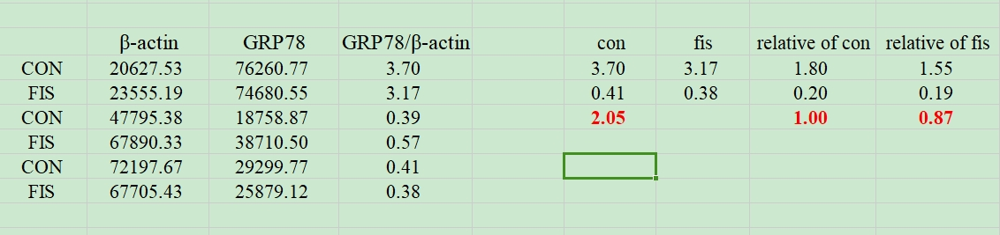 β-actin GRP78 GRP78/β-actin con fis relative of con relative of fis
CON 20627.53 76260.77 3.70 3.70 3.17 1.80 1.55
FIS 23555.19 74680.55 3.17 0.41 0.38 0.20 0.19
CON 47795.38 18758.87 0.39 2.05 1.00 0.87
FIS 67890.33 38710.50 0.57
CON 72197.67 29299.77 0.41
FIS 67705.43 25879.12 0.38